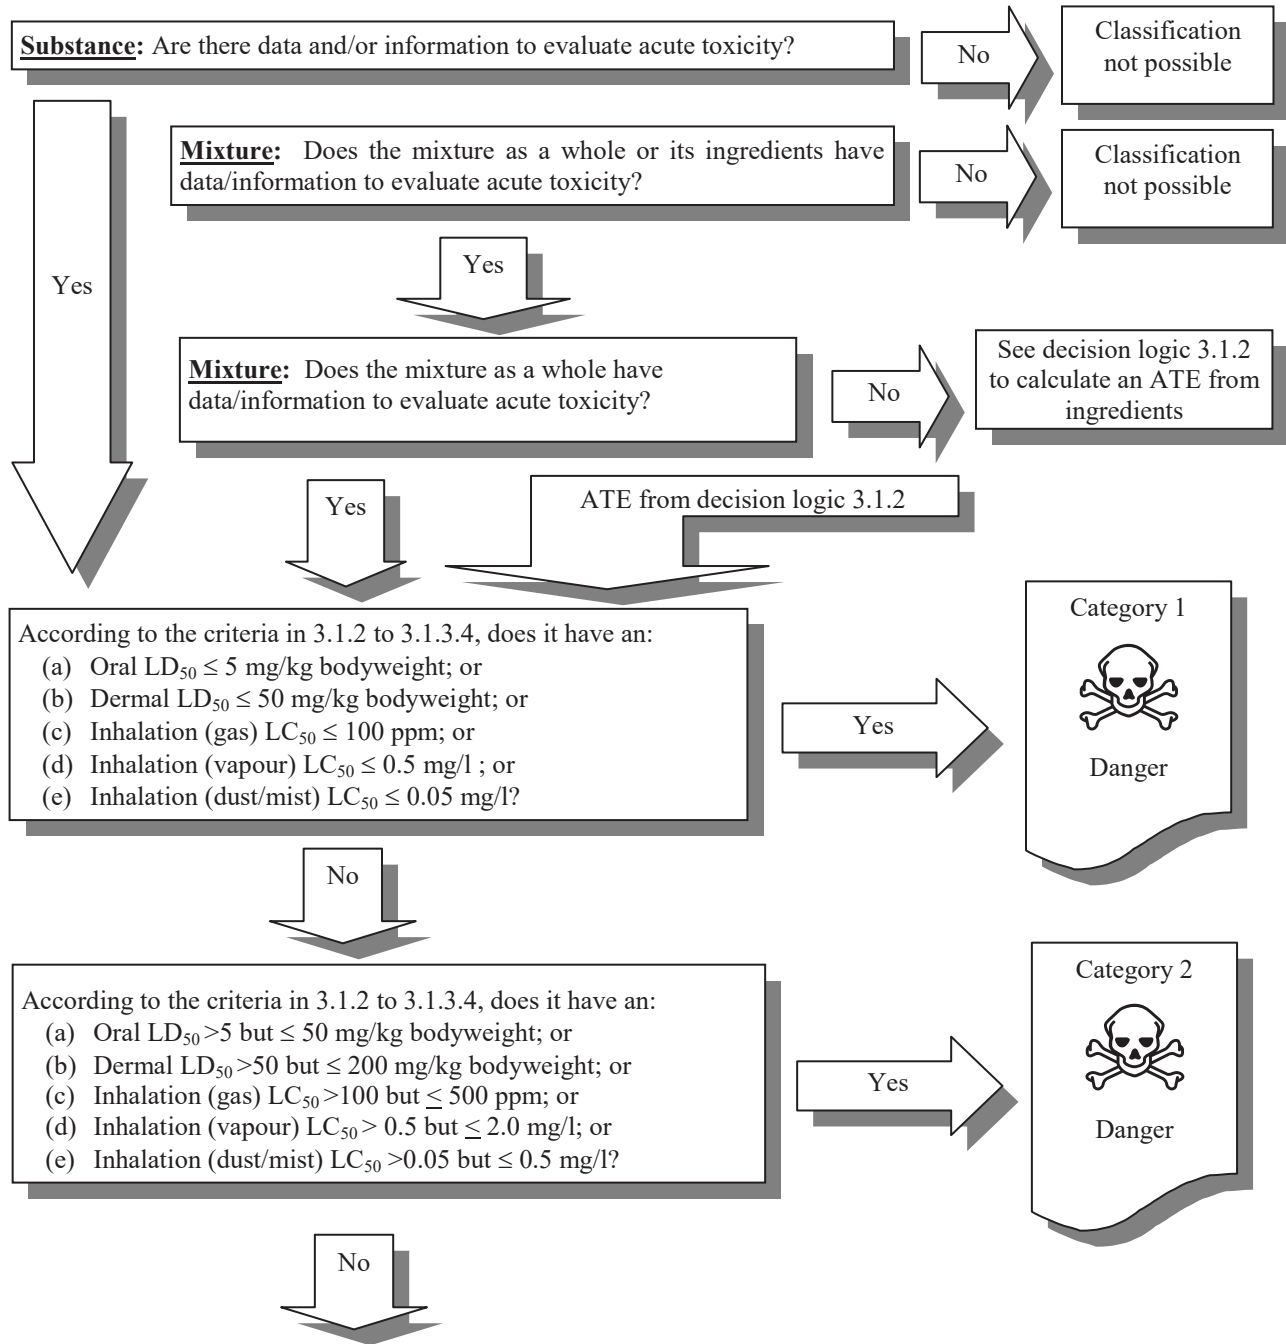 Substance: Are there data and/or information to evaluate acute toxicity?
No
Classification
not possible
Mixture: Does the mixture as a whole or its ingredients have
data/information to evaluate acute toxicity?
No
Classification
not possible
Yes
Yes
Mixture: Does the mixture as a whole have
data/information to evaluate acute toxicity?
No
See decision logic 3.1.2
to calculate an ATE from
ingredients
Yes
ATE from decision logic 3.1.2
According to the criteria in 3.1.2 to 3.1.3.4, does it have an:
(a) Oral LD50 ≤ 5 mg/kg bodyweight; or
(b) Dermal LD50 ≤ 50 mg/kg bodyweight; or
(c) Inhalation (gas) LC50 ≤ 100 ppm; or
(d) Inhalation (vapour) LC50 ≤ 0.5 mg/l ; or
(e) Inhalation (dust/mist) LC50 ≤ 0.05 mg/l?
Yes
Category 1
Danger
No
According to the criteria in 3.1.2 to 3.1.3.4, does it have an:
(a) Oral LD50 >5 but ≤ 50 mg/kg bodyweight; or
(b) Dermal LD50 >50 but ≤ 200 mg/kg bodyweight; or
(c) Inhalation (gas) LC50 >100 but ≤ 500 ppm; or
(d) Inhalation (vapour) LC50 > 0.5 but ≤ 2.0 mg/l; or
(e) Inhalation (dust/mist) LC50 >0.05 but ≤ 0.5 mg/l?
Yes
Category 2
Danger
No